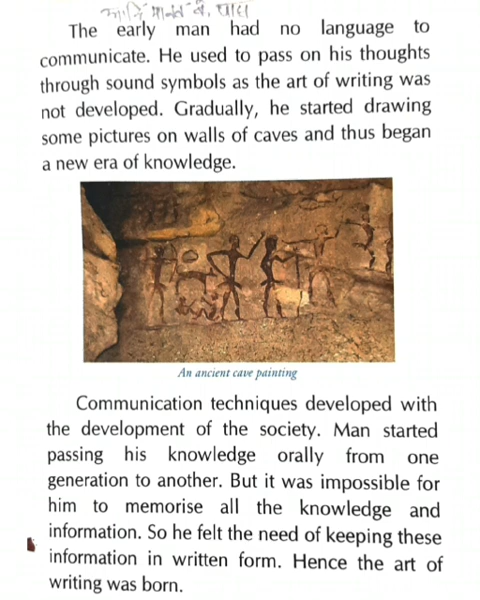 आदि मानव के, पास
The early man had no language to
communicate. He used to pass on his thoughts
through sound symbols as the art of writing was
not developed. Gradually, he started drawing
some pictures on walls of caves and thus began
a new era of knowledge.
An ancient cave painting
Communication techniques developed with
the development of the society. Man started
passing his knowledge orally from one
generation to another. But it was impossible for
him to memorise all the knowledge and
information. So he felt the need of keeping these
information in written form. Hence the art of
writing was born.